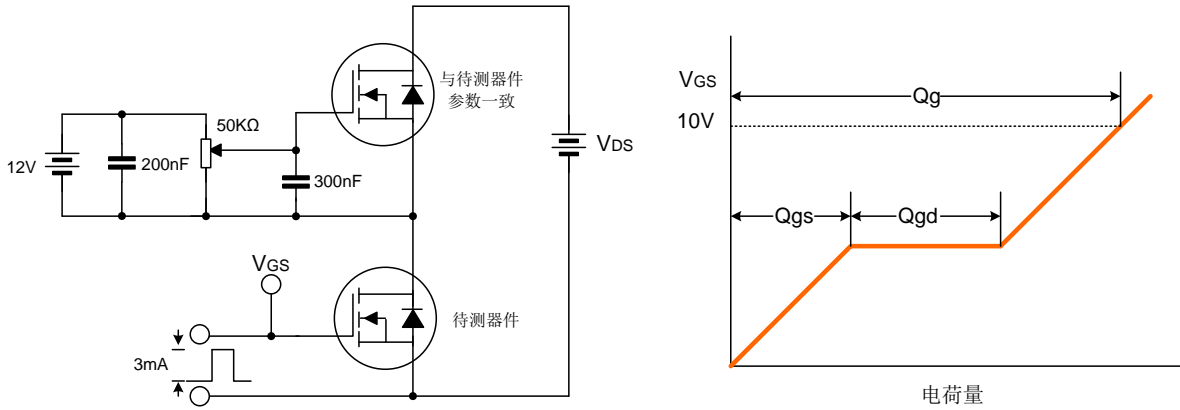 与待测器件
参数一致
50KΩ
12V
200nF
300nF
VDS
VGS
待测器件
3mA
VGS
10V
Qg
Qgs
Qgd
电荷量